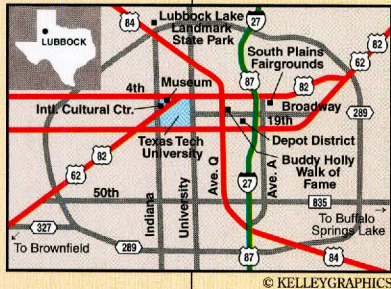 LUBBOCK
84
Lubbock Lake
Landmark
State Park
27
82
62
South Plains
Fairgrounds
87
Museum
4th
82
62
Intl. Cultural Ctr.
Broadway
289
19th
Texas Tech
University
Depot District
Buddy Holly
Walk of
Fame
82
62
Ave. Q
Ave. A
27
50th
Indiana
University
835
To Buffalo
Springs Lake
327
To Brownfield
289
87
84
© KELLEYGRAPHICS